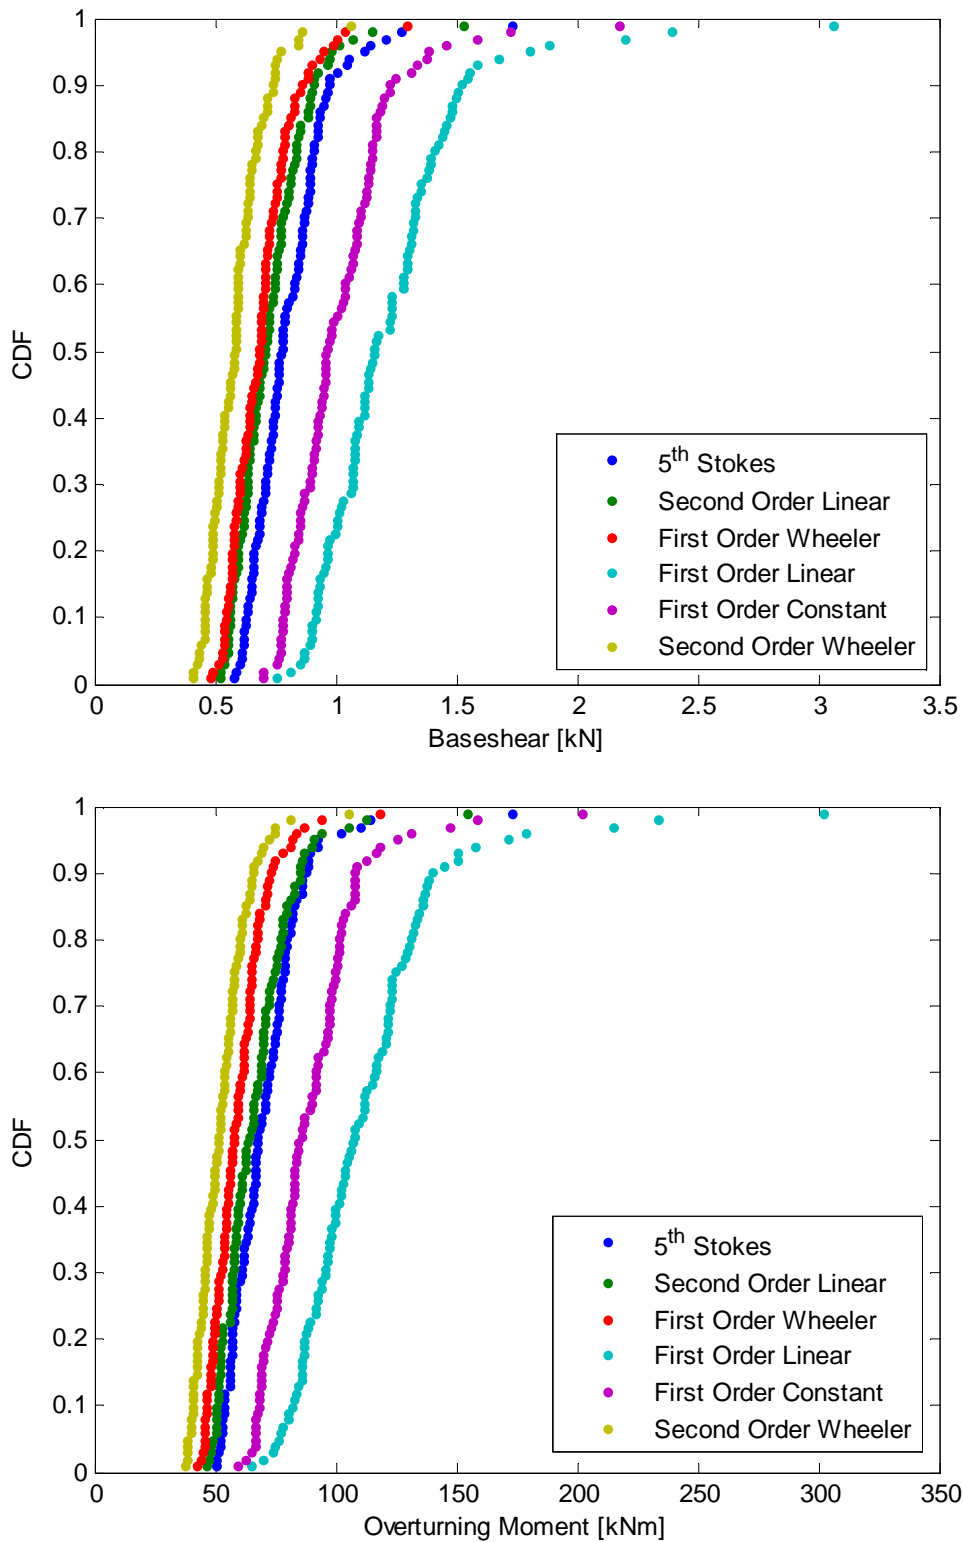 1
0.9
0.8
0.7
0.6
0.5
0.4
0.3
0.2
0.1
0
CDF
5th Stokes
Second Order Linear
First Order Wheeler
First Order Linear
First Order Constant
Second Order Wheeler
0 0.5 1 1.5 2 2.5 3 3.5
Baseshear [kN]
1
0.9
0.8
0.7
0.6
0.5
0.4
0.3
0.2
0.1
0
CDF
5th Stokes
Second Order Linear
First Order Wheeler
First Order Linear
First Order Constant
Second Order Wheeler
0 50 100 150 200 250 300 350
Overturning Moment [kNm]